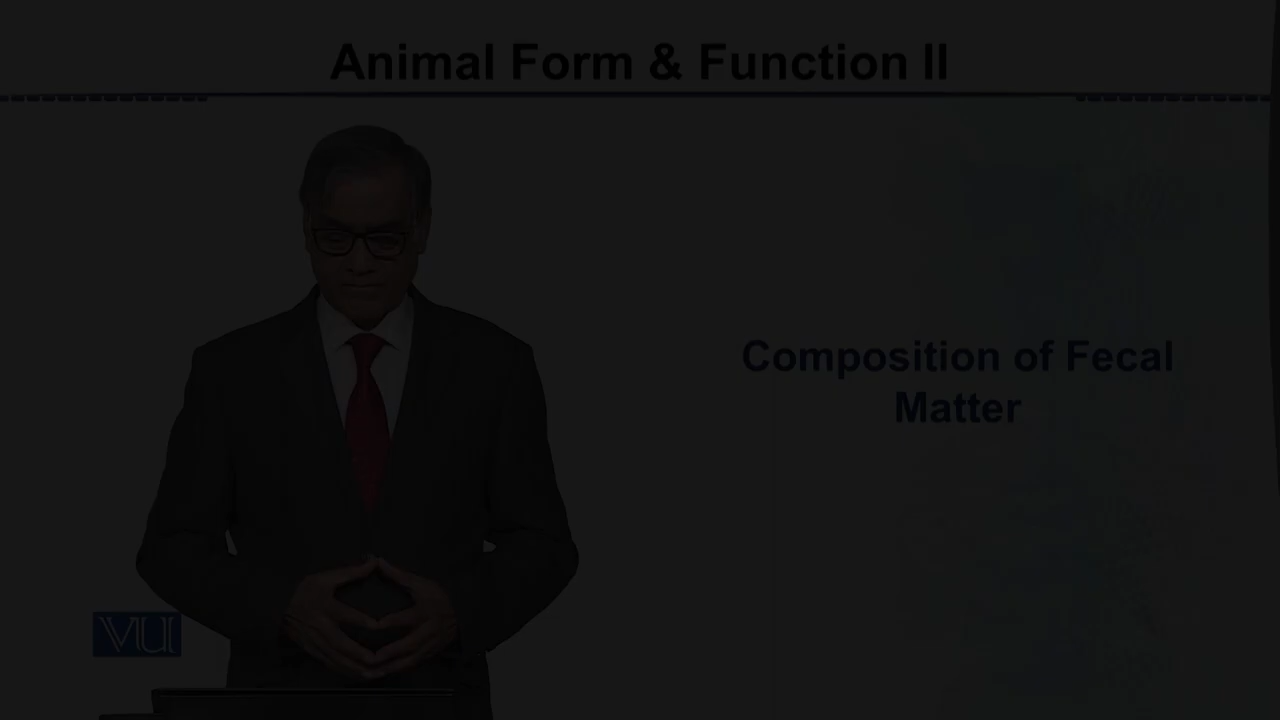 Animal Form & Function II
Composition of Fecal
Matter
VU